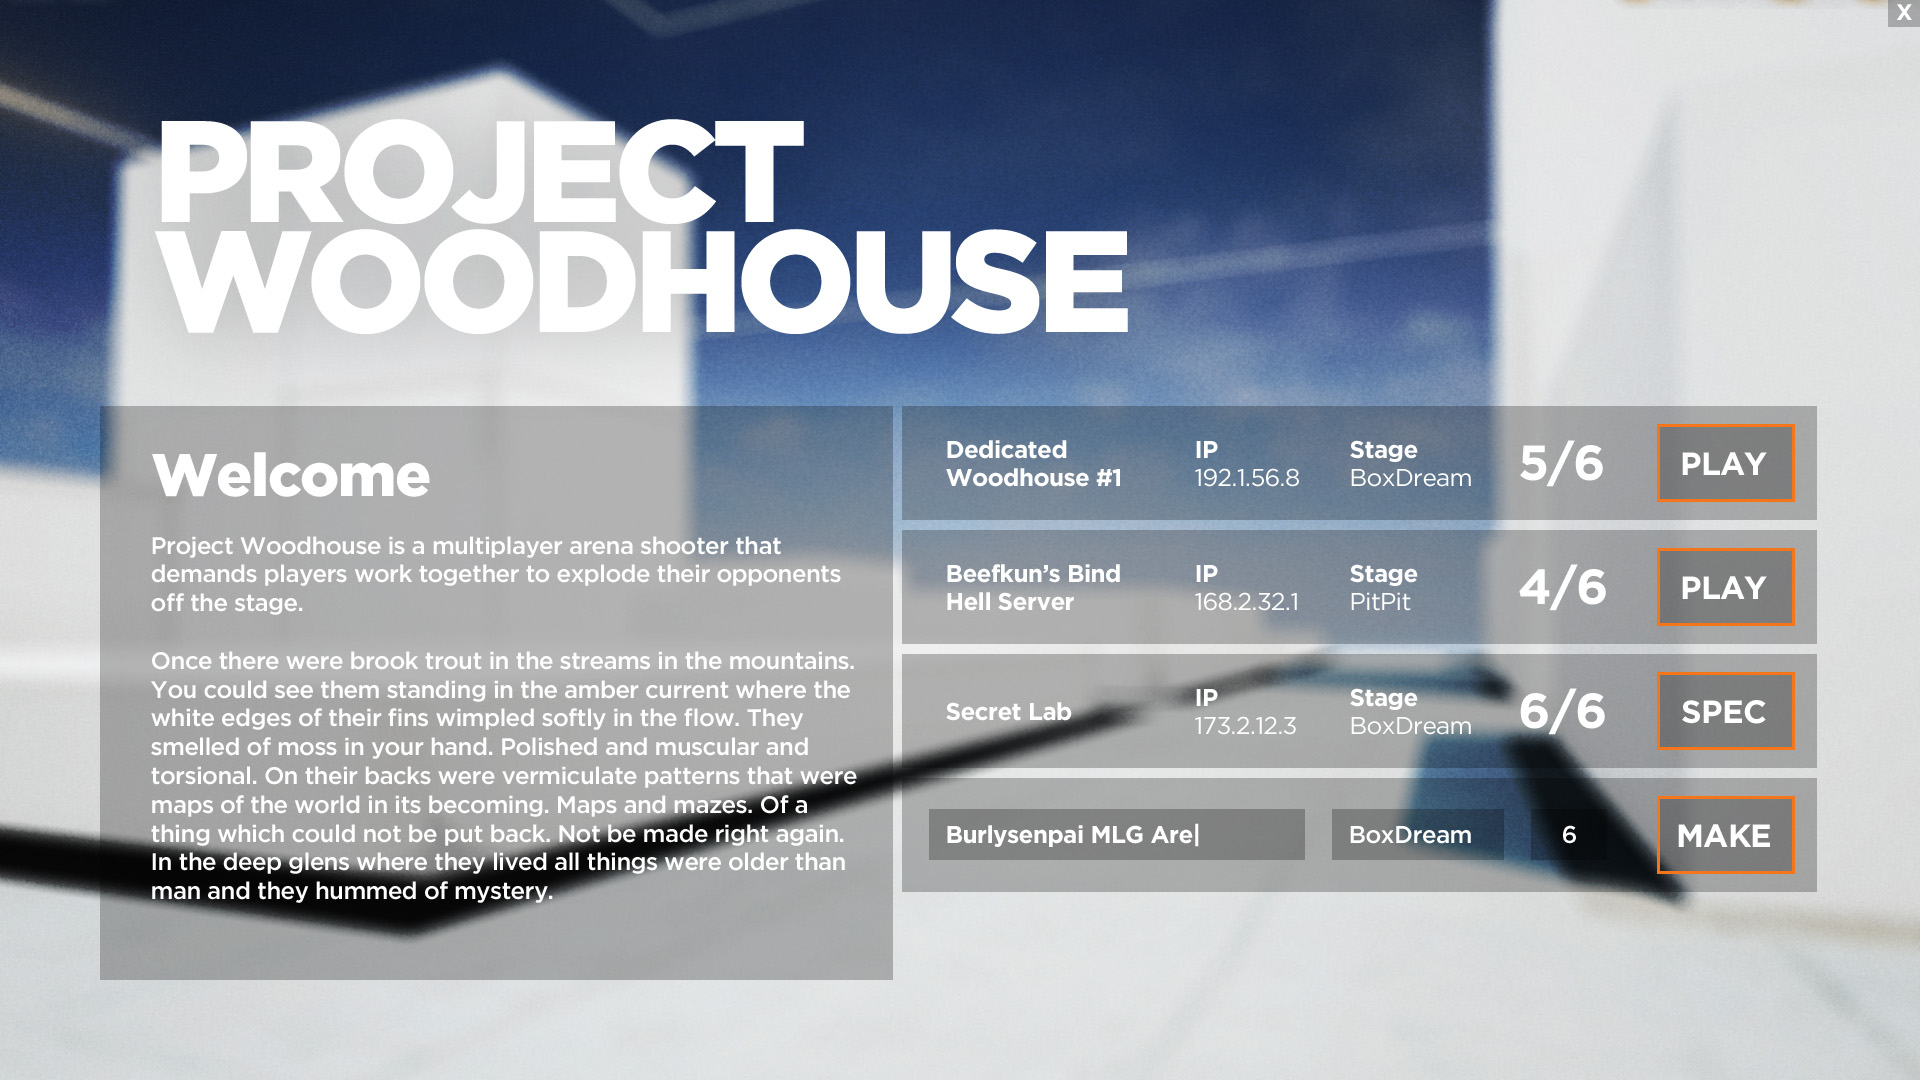 X
PROJECT
WOODHOUSE
Welcome
Project Woodhouse is a multiplayer arena shooter that
demands players work together to explode their opponents
off the stage.
Once there were brook trout in the streams in the mountains.
You could see them standing in the amber current where the
white edges of their fins wimpled softly in the flow. They
smelled of moss in your hand. Polished and muscular and
torsional. On their backs were vermiculate patterns that were
maps of the world in its becoming. Maps and mazes. Of a
thing which could not be put back. Not be made right again.
In the deep glens where they lived all things were older than
man and they hummed of mystery.
Dedicated
Woodhouse #1
IP
192.1.56.8
Stage
BoxDream
5/6
PLAY
Beefkun’s Bind
Hell Server
IP
168.2.32.1
Stage
PitPit
4/6
PLAY
Secret Lab
IP
173.2.12.3
Stage
BoxDream
6/6
SPEC
Burlysenpai MLG Are|
BoxDream
6
MAKE